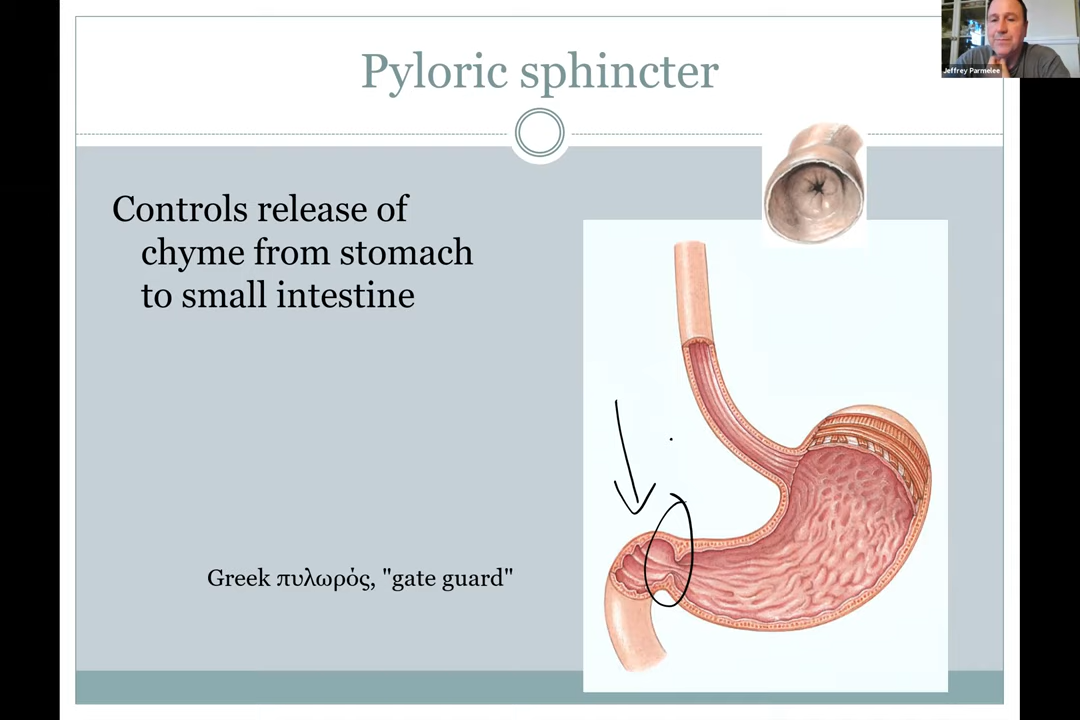 Pyloric sphincter
Jeffrey Parmelee
Controls release of
chyme from stomach
to small intestine
Greek πυλωρός, "gate guard"